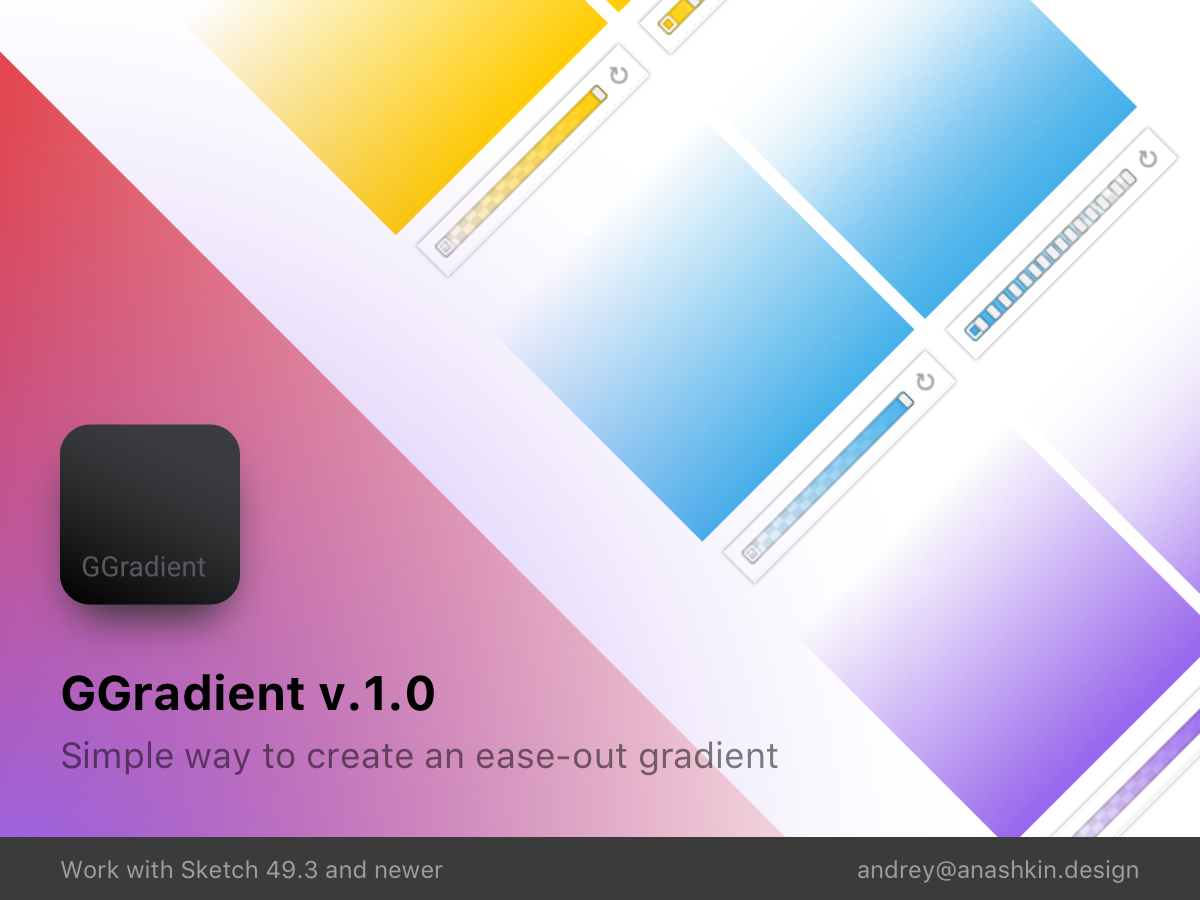 GGradient
GGradient v.1.0
Simple way to create an ease-out gradient
Work with Sketch 49.3 and newer
andrey@anashkin.design